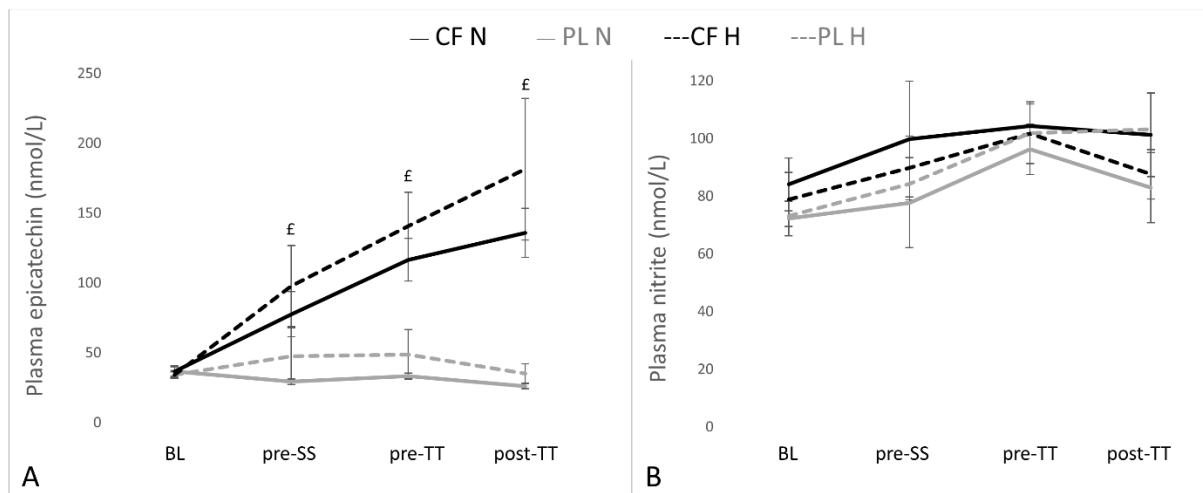 CF N PL N CF H PL H
Plasma epicatechin (nmol/L)
250
200
150
100
50
0
£
£
£
BL pre-SS pre-TT post-TT
A
Plasma nitrite (nmol/L)
120
100
80
60
40
20
0
BL pre-SS pre-TT post-TT
B